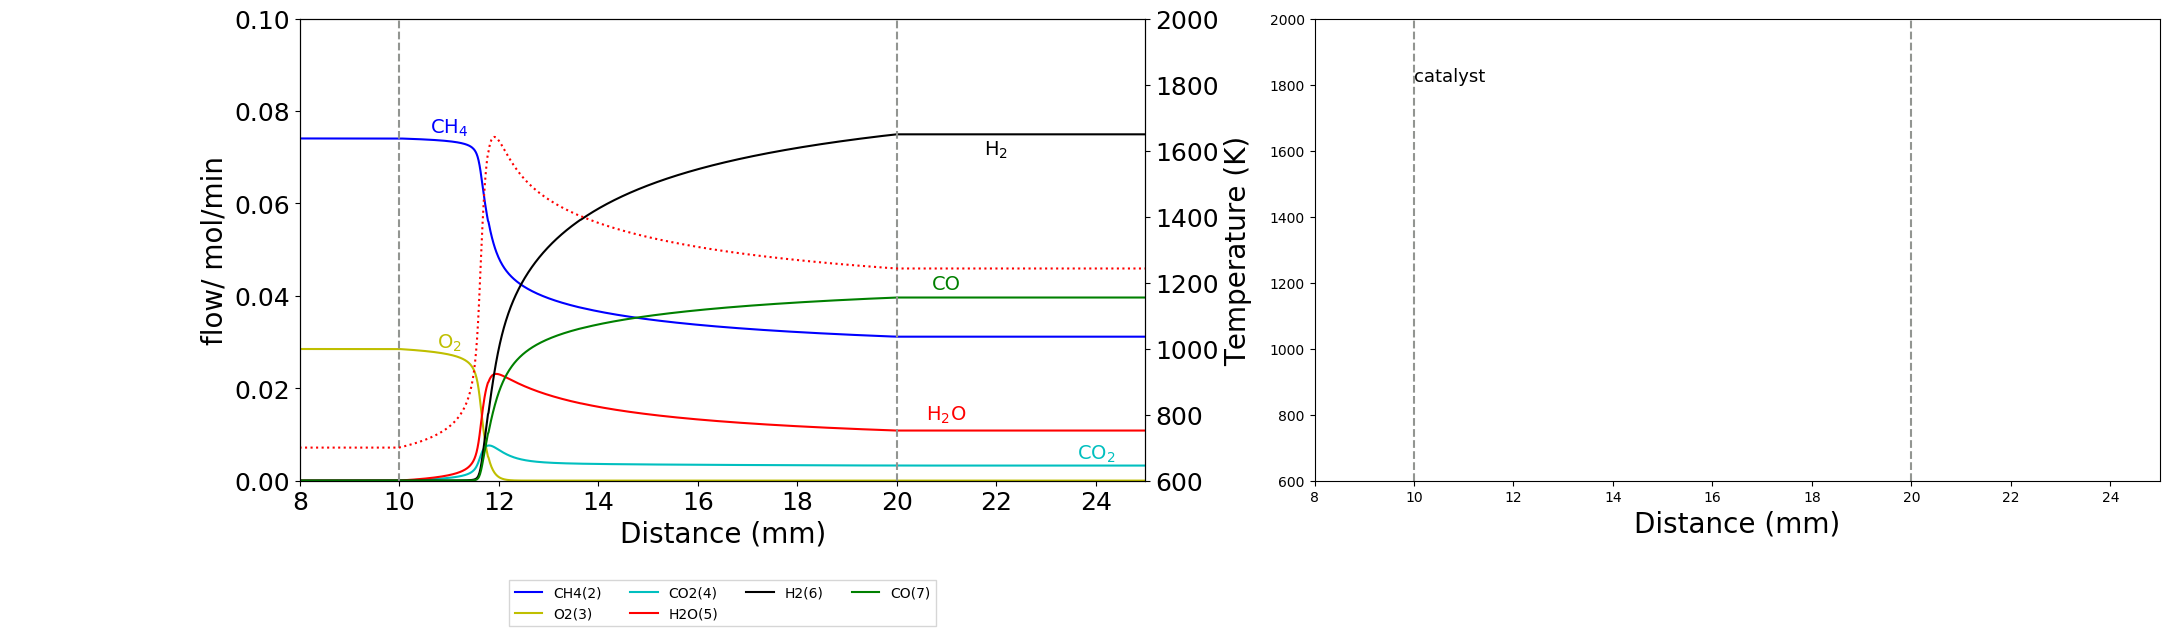 0.10
0.08
0.06
0.04
0.02
0.00
flow/ mol/min
8 10 12 14 16 18 20 22 24
Distance (mm)
2000
1800
1600
1400
1200
1000
800
600
Temperature (K)
CH₄
O₂
H₂
CO
H₂O
CO₂
CH4(2) CO2(4) H2(6) CO(7)
O2(3) H2O(5)
2000
1800
1600
1400
1200
1000
800
600
catalyst
8 10 12 14 16 18 20 22 24
Distance (mm)